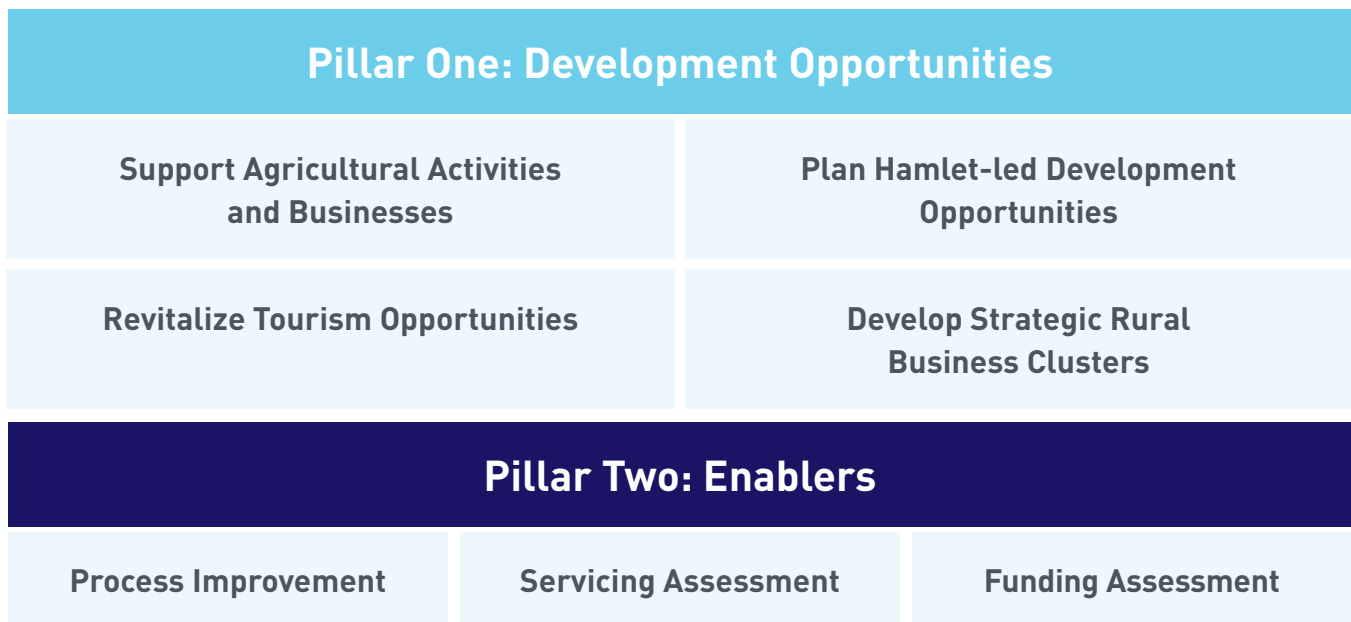 Pillar One: Development Opportunities
Support Agricultural Activities
and Businesses
Plan Hamlet-led Development
Opportunities
Revitalize Tourism Opportunities
Develop Strategic Rural
Business Clusters
Pillar Two: Enablers
Process Improvement
Servicing Assessment
Funding Assessment